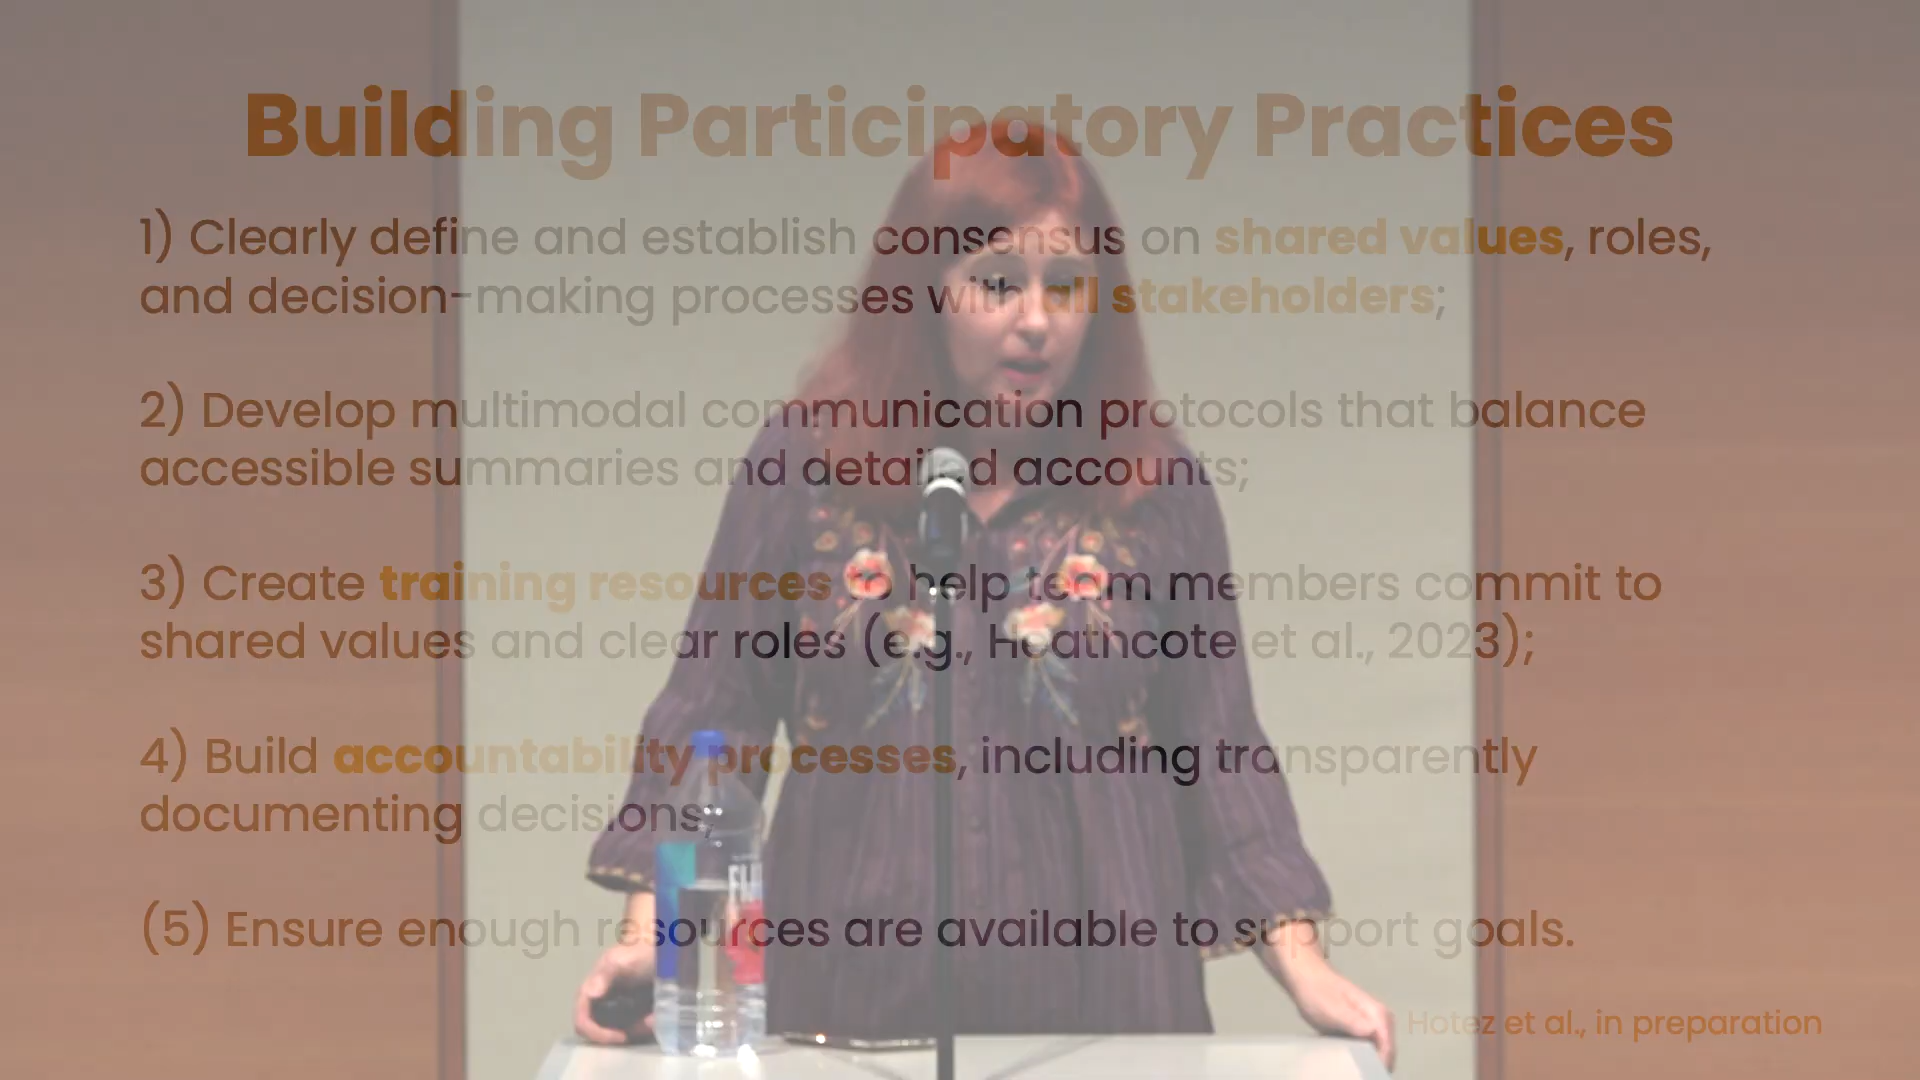 Building Participatory Practices
1) Clearly define and establish consensus on shared values, roles,
and decision-making processes with all stakeholders;
2) Develop multimodal communication protocols that balance
accessible summaries and detailed accounts;
3) Create training resources to help team members commit to
shared values and clear roles (e.g., Heathcote et al., 2023);
4) Build accountability processes, including transparently
documenting decisions;
(5) Ensure enough resources are available to support goals.
Hotez et al., in preparation